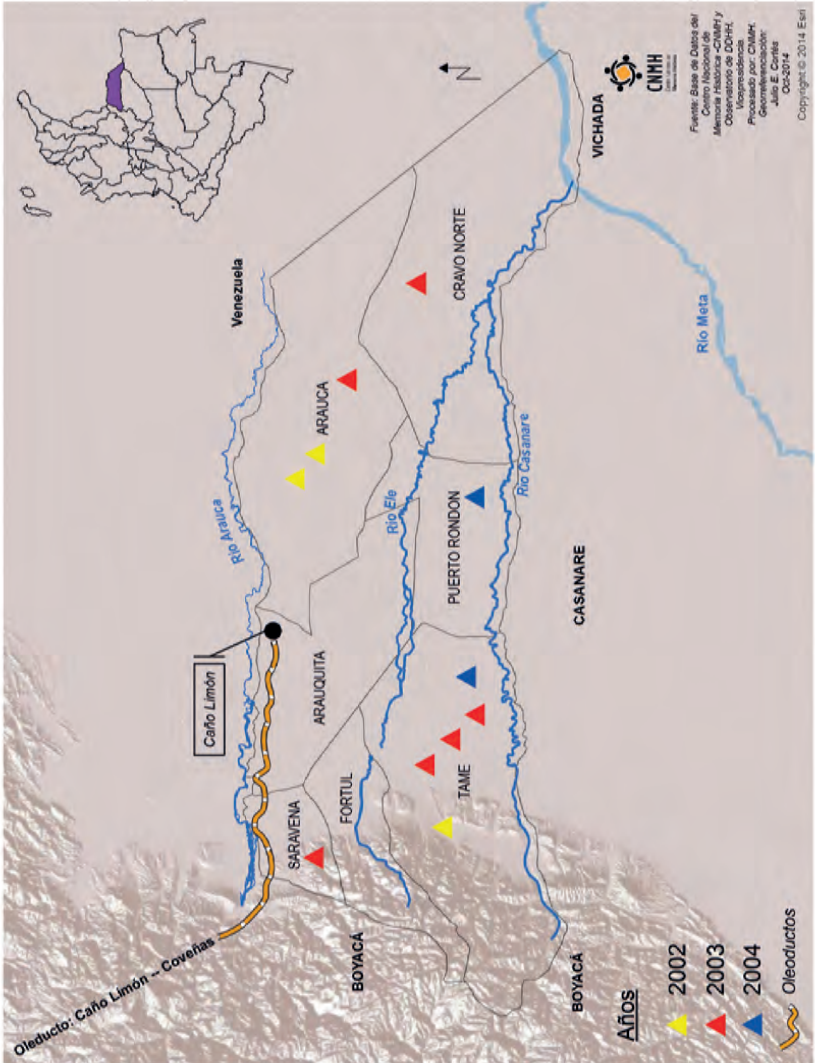 Oleducto: Caño Limón -- Coveñas
Caño Limón
Río Arauca
Venezuela
SARAVENA
ARAUQUITA
ARAUCA
FORTUL
BOYACÁ
Río Ele
CRAVO NORTE
TAME
PUERTO RONDON
Río Casanare
BOYACÁ
CASANARE
VICHADA
Río Meta
Años
2002
2003
2004
Oleoductos
CNMH
Fuente: Base de Datos del
Centro Nacional de
Memoria Histórica -CNMH y
Observatorio de DDHH,
Vicepresidencia.
Procesado por: CNMH.
Georreferenciación:
Julio E. Cortés
Oct-2014
Copyright © 2014 Esri